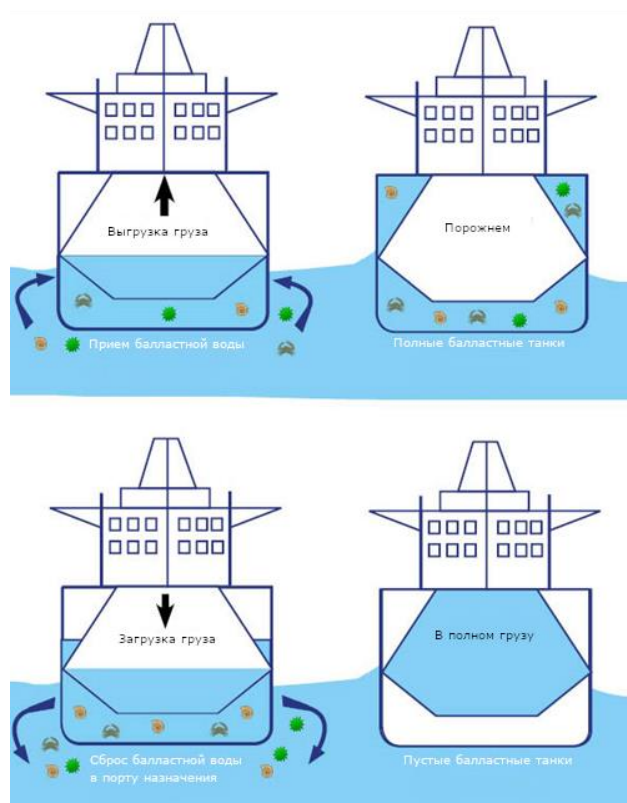 Выгрузка груза
Прием балластной воды
Порожнем
Полные балластные танки
Загрузка груза
Сброс балластной воды
в порту назначения
В полном грузу
Пустые балластные танки